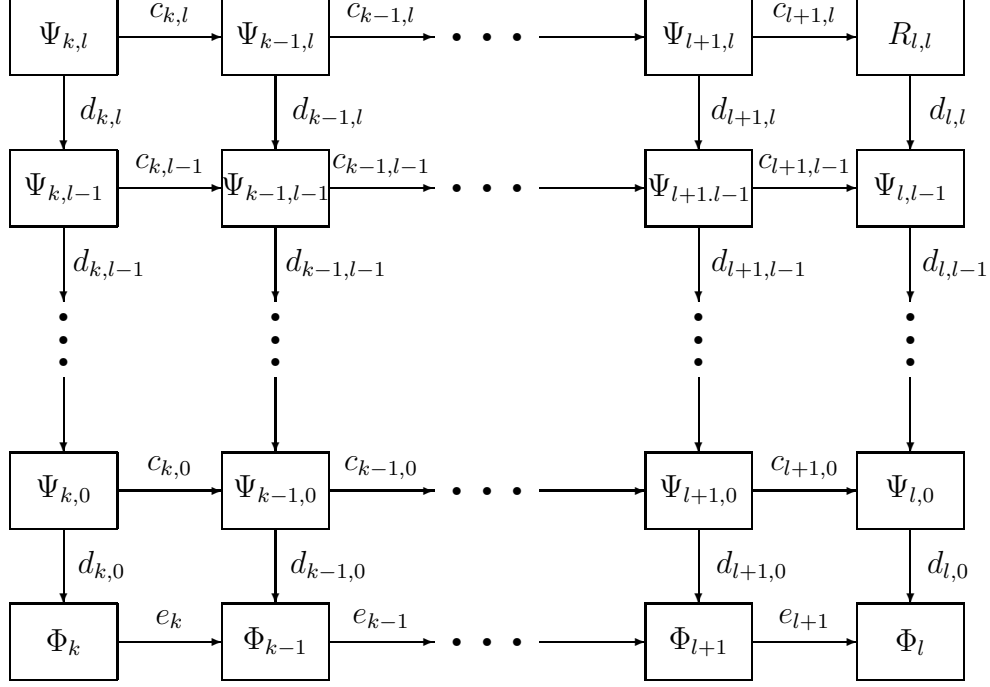 c_{k,l} c_{k−1,l} c_{l+1,l}
Ψ_{k,l} Ψ_{k−1,l} • • • Ψ_{l+1,l} R_{l,l}
d_{k,l} d_{k−1,l} d_{l+1,l} d_{l,l}
c_{k,l−1} c_{k−1,l−1} c_{l+1,l−1}
Ψ_{k,l−1} Ψ_{k−1,l−1} • • • Ψ_{l+1.l−1} Ψ_{l,l−1}
d_{k,l−1} d_{k−1,l−1} d_{l+1,l−1} d_{l,l−1}
c_{k,0} c_{k−1,0} c_{l+1,0}
Ψ_{k,0} Ψ_{k−1,0} • • • Ψ_{l+1,0} Ψ_{l,0}
d_{k,0} d_{k−1,0} d_{l+1,0} d_{l,0}
e_k e_{k−1} e_{l+1}
Φ_k Φ_{k−1} • • • Φ_{l+1} Φ_l